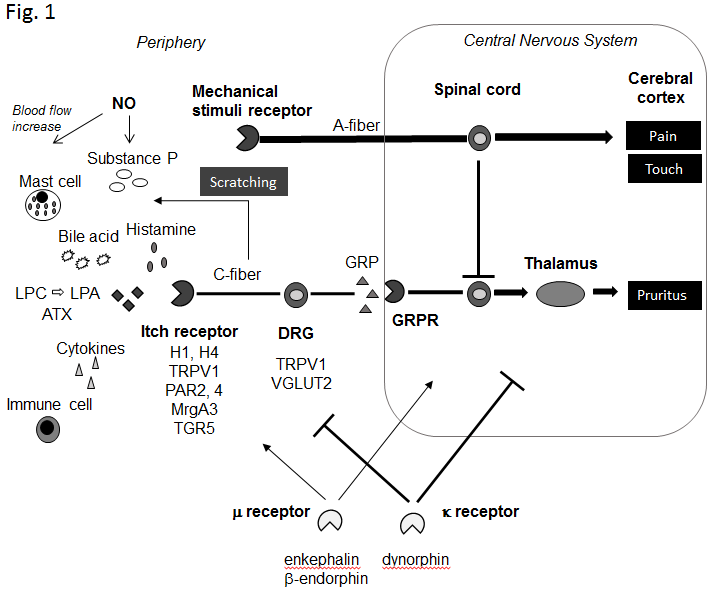 Fig. 1
Periphery
Central Nervous System
Blood flow
increase
NO
Mechanical
stimuli receptor
A-fiber
Spinal cord
Cerebral
cortex
Pain
Touch
Substance P
Scratching
Mast cell
Bile acid
Histamine
C-fiber
GRP
Thalamus
LPC ⇨ LPA
ATX
Itch receptor
H1, H4
TRPV1
PAR2, 4
MrgA3
TGR5
DRG
TRPV1
VGLUT2
GRPR
Pruritus
Cytokines
Immune cell
μ receptor
κ receptor
enkephalin
β-endorphin
dynorphin